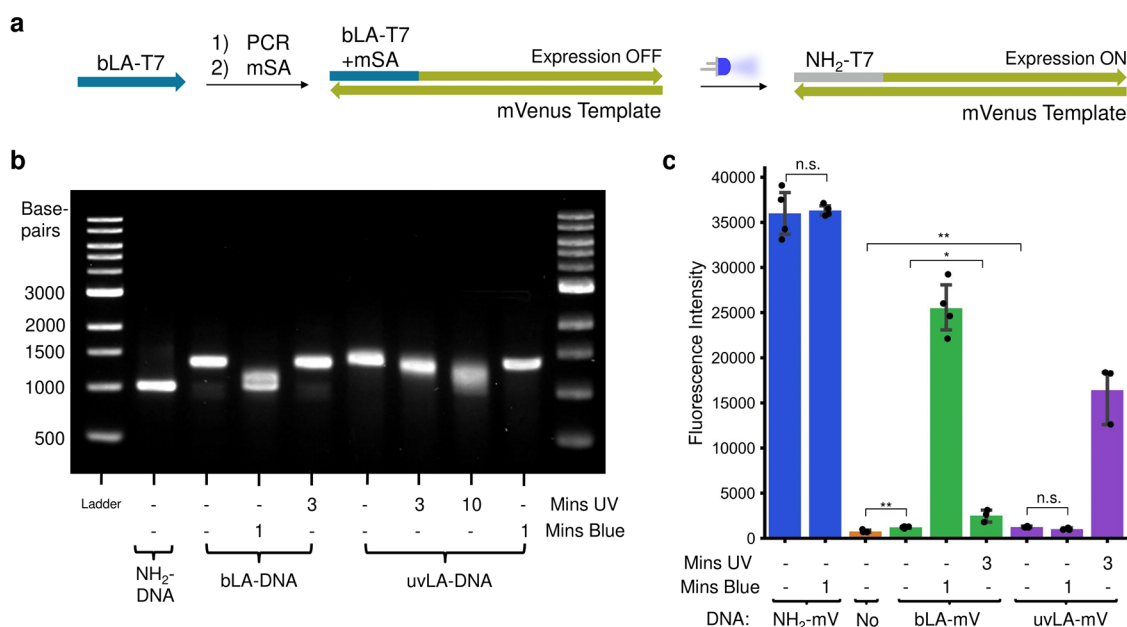 a
bLA-T7
1) PCR
2) mSA
bLA-T7
+mSA
Expression OFF
mVenus Template
NH₂-T7
Expression ON
mVenus Template
b
Base-
pairs
3000
2000
1500
1000
500
Ladder - - - 3 - 3 10 - Mins UV
- - 1 - - - - 1 Mins Blue
NH₂-
DNA
bLA-DNA
uvLA-DNA
c
Fluorescence Intensity
40000
35000
30000
25000
20000
15000
10000
5000
0
n.s.
**
*
**
n.s.
Mins UV - - - - - 3 - - 3
Mins Blue - 1 - - 1 - - 1 -
DNA: NH₂-mV No bLA-mV uvLA-mV